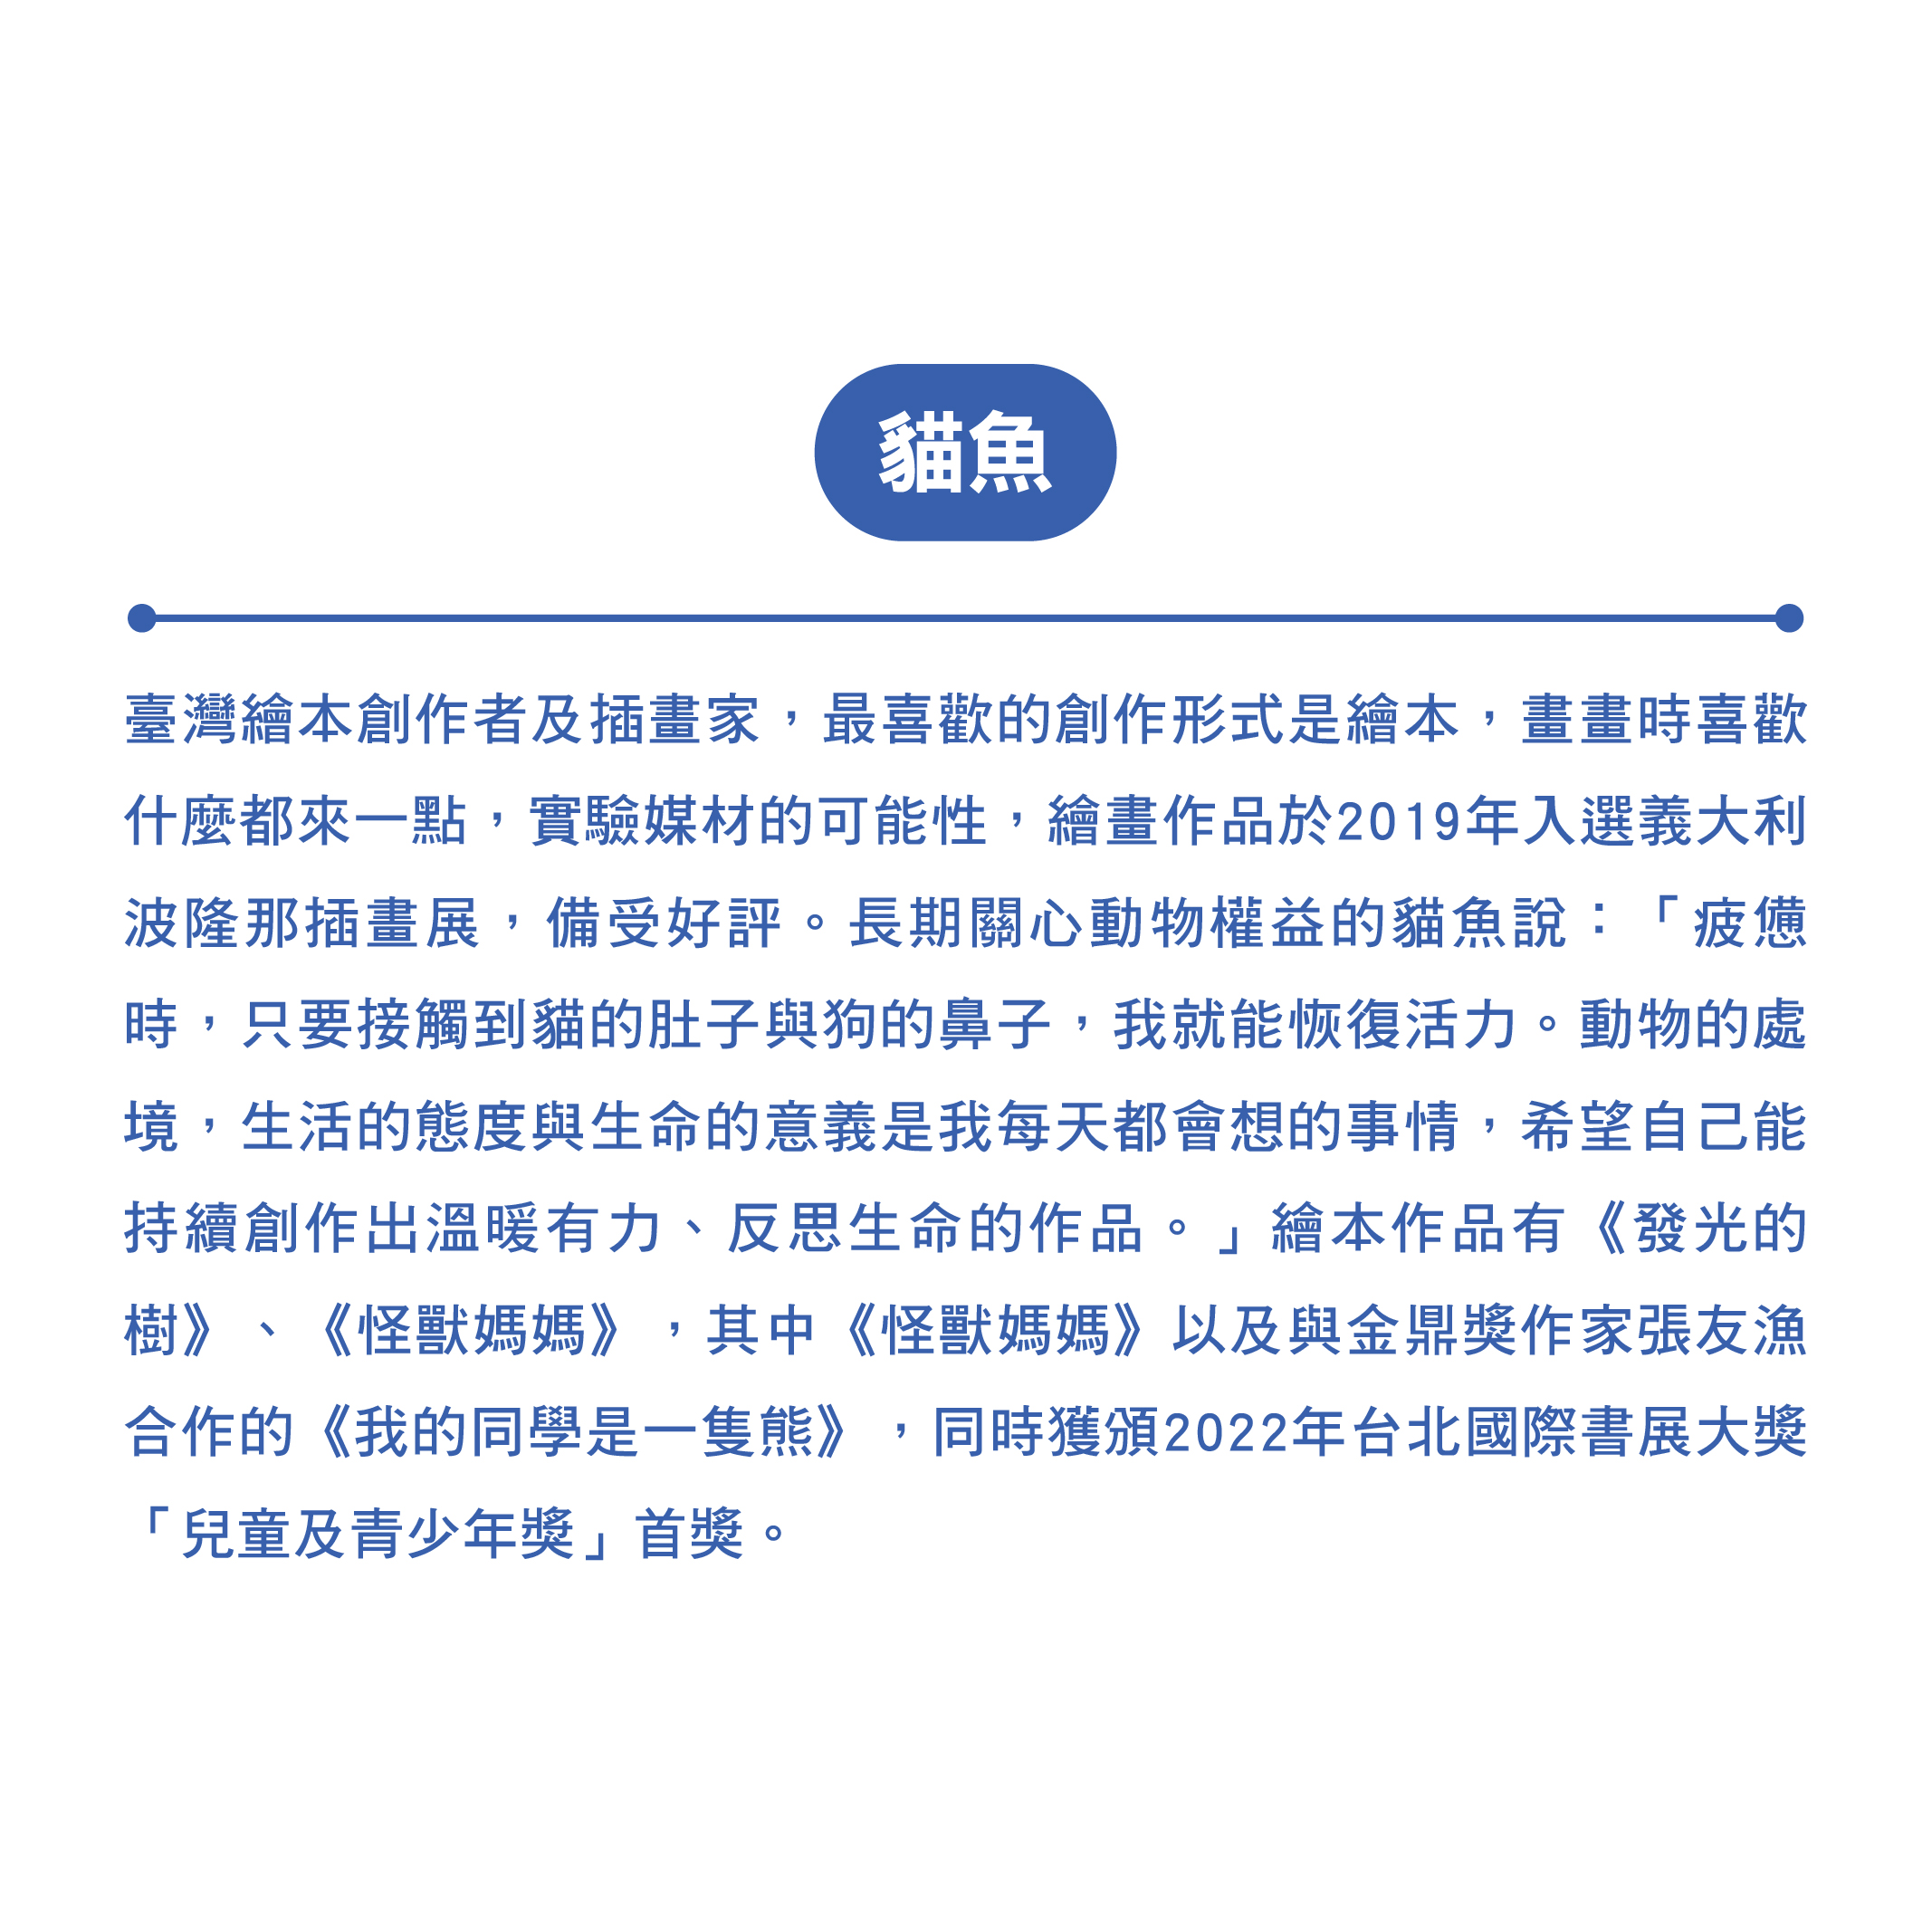 貓魚
臺灣繪本創作者及插畫家，最喜歡的創作形式是繪本，畫畫時喜歡
什麼都來一點，實驗媒材的可能性，繪畫作品於2019年入選義大利
波隆那插畫展，備受好評。長期關心動物權益的貓魚說：「疲憊
時，只要接觸到貓的肚子與狗的鼻子，我就能恢復活力。動物的處
境，生活的態度與生命的意義是我每天都會想的事情，希望自己能
持續創作出溫暖有力、反思生命的作品。」繪本作品有《發光的
樹》、《怪獸媽媽》，其中《怪獸媽媽》以及與金鼎獎作家張友漁
合作的《我的同學是一隻熊》，同時獲頒2022年台北國際書展大獎
「兒童及青少年獎」首獎。